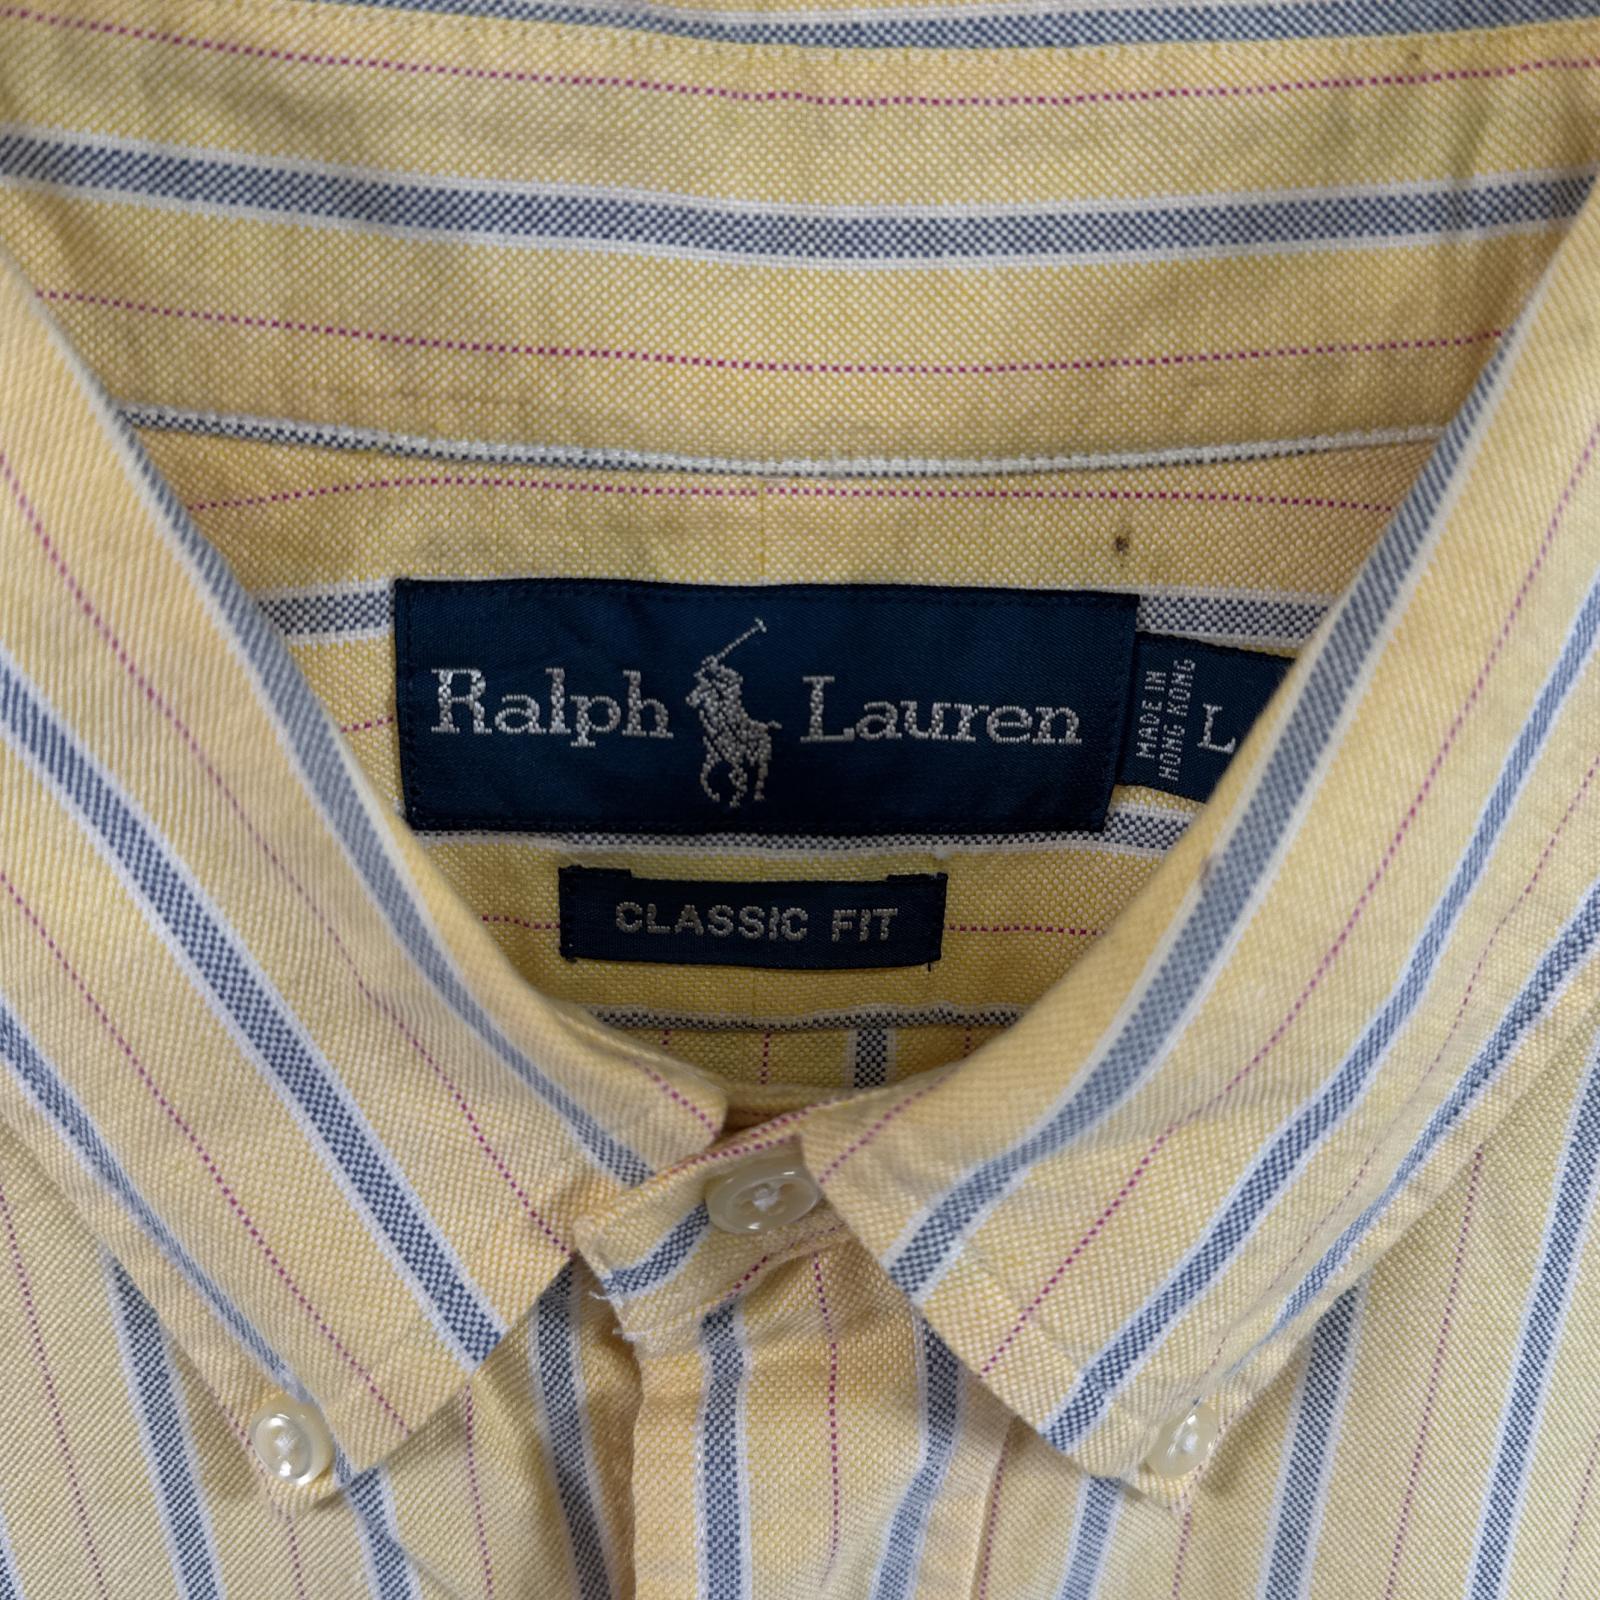 Ralph Lauren
MADE IN
HONG KONG
L
CLASSIC FIT